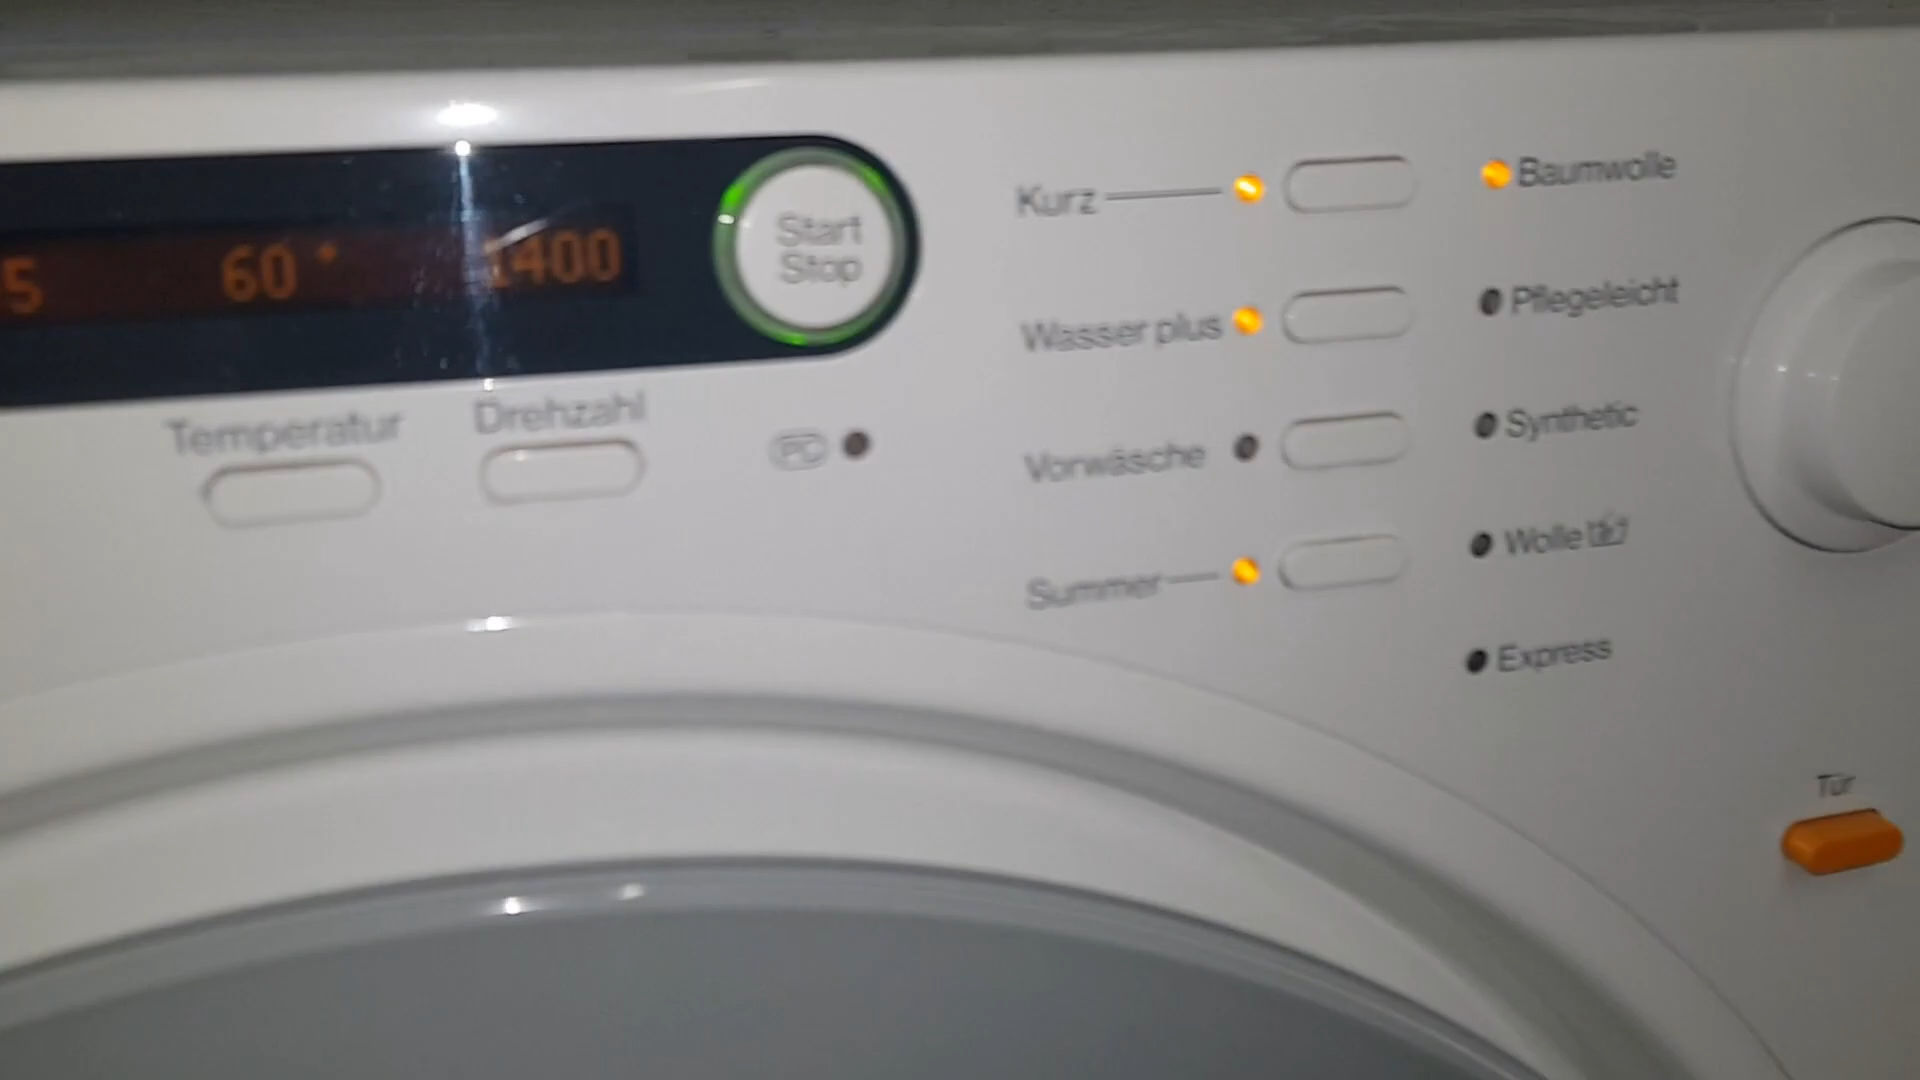 5 60° 1400
Start
Stop
Temperatur
Drehzahl
PC
Kurz
Wasser plus
Vorwäsche
Summer
Baumwolle
Pflegeleicht
Synthetic
Wolle
Express
Tür